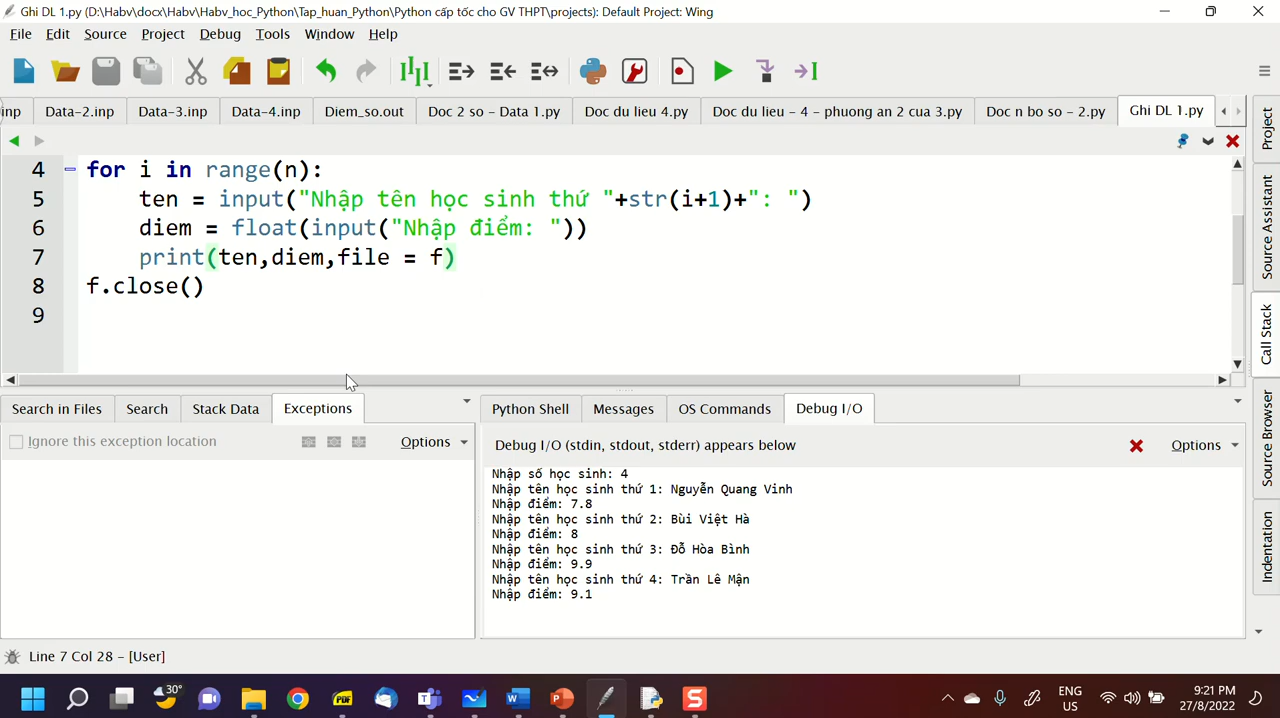 Ghi DL 1.py (D:\Habv\docx\Habv\Habv_hoc_Python\Tap_huan_Python\Python cấp tốc cho GV THPT\projects): Default Project: Wing
File Edit Source Project Debug Tools Window Help
inp Data-2.inp Data-3.inp Data-4.inp Diem_so.out Doc 2 so - Data 1.py Doc du lieu 4.py Doc du lieu - 4 - phuong an 2 cua 3.py Doc n bo so - 2.py Ghi DL 1.py
4 for i in range(n):
5 ten = input("Nhập tên học sinh thứ "+str(i+1)+": ")
6 diem = float(input("Nhập điểm: "))
7 print(ten,diem,file = f)
8 f.close()
9
Project
Source Assistant
Call Stack
Source Browser
Indentation
Search in Files Search Stack Data Exceptions
Ignore this exception location Options
Python Shell Messages OS Commands Debug I/O
Debug I/O (stdin, stdout, stderr) appears below Options
Nhập số học sinh: 4
Nhập tên học sinh thứ 1: Nguyễn Quang Vinh
Nhập điểm: 7.8
Nhập tên học sinh thứ 2: Bùi Việt Hà
Nhập điểm: 8
Nhập tên học sinh thứ 3: Đỗ Hòa Bình
Nhập điểm: 9.9
Nhập tên học sinh thứ 4: Trần Lê Mận
Nhập điểm: 9.1
Line 7 Col 28 - [User]
30°
PDF
ENG
US
9:21 PM
27/8/2022